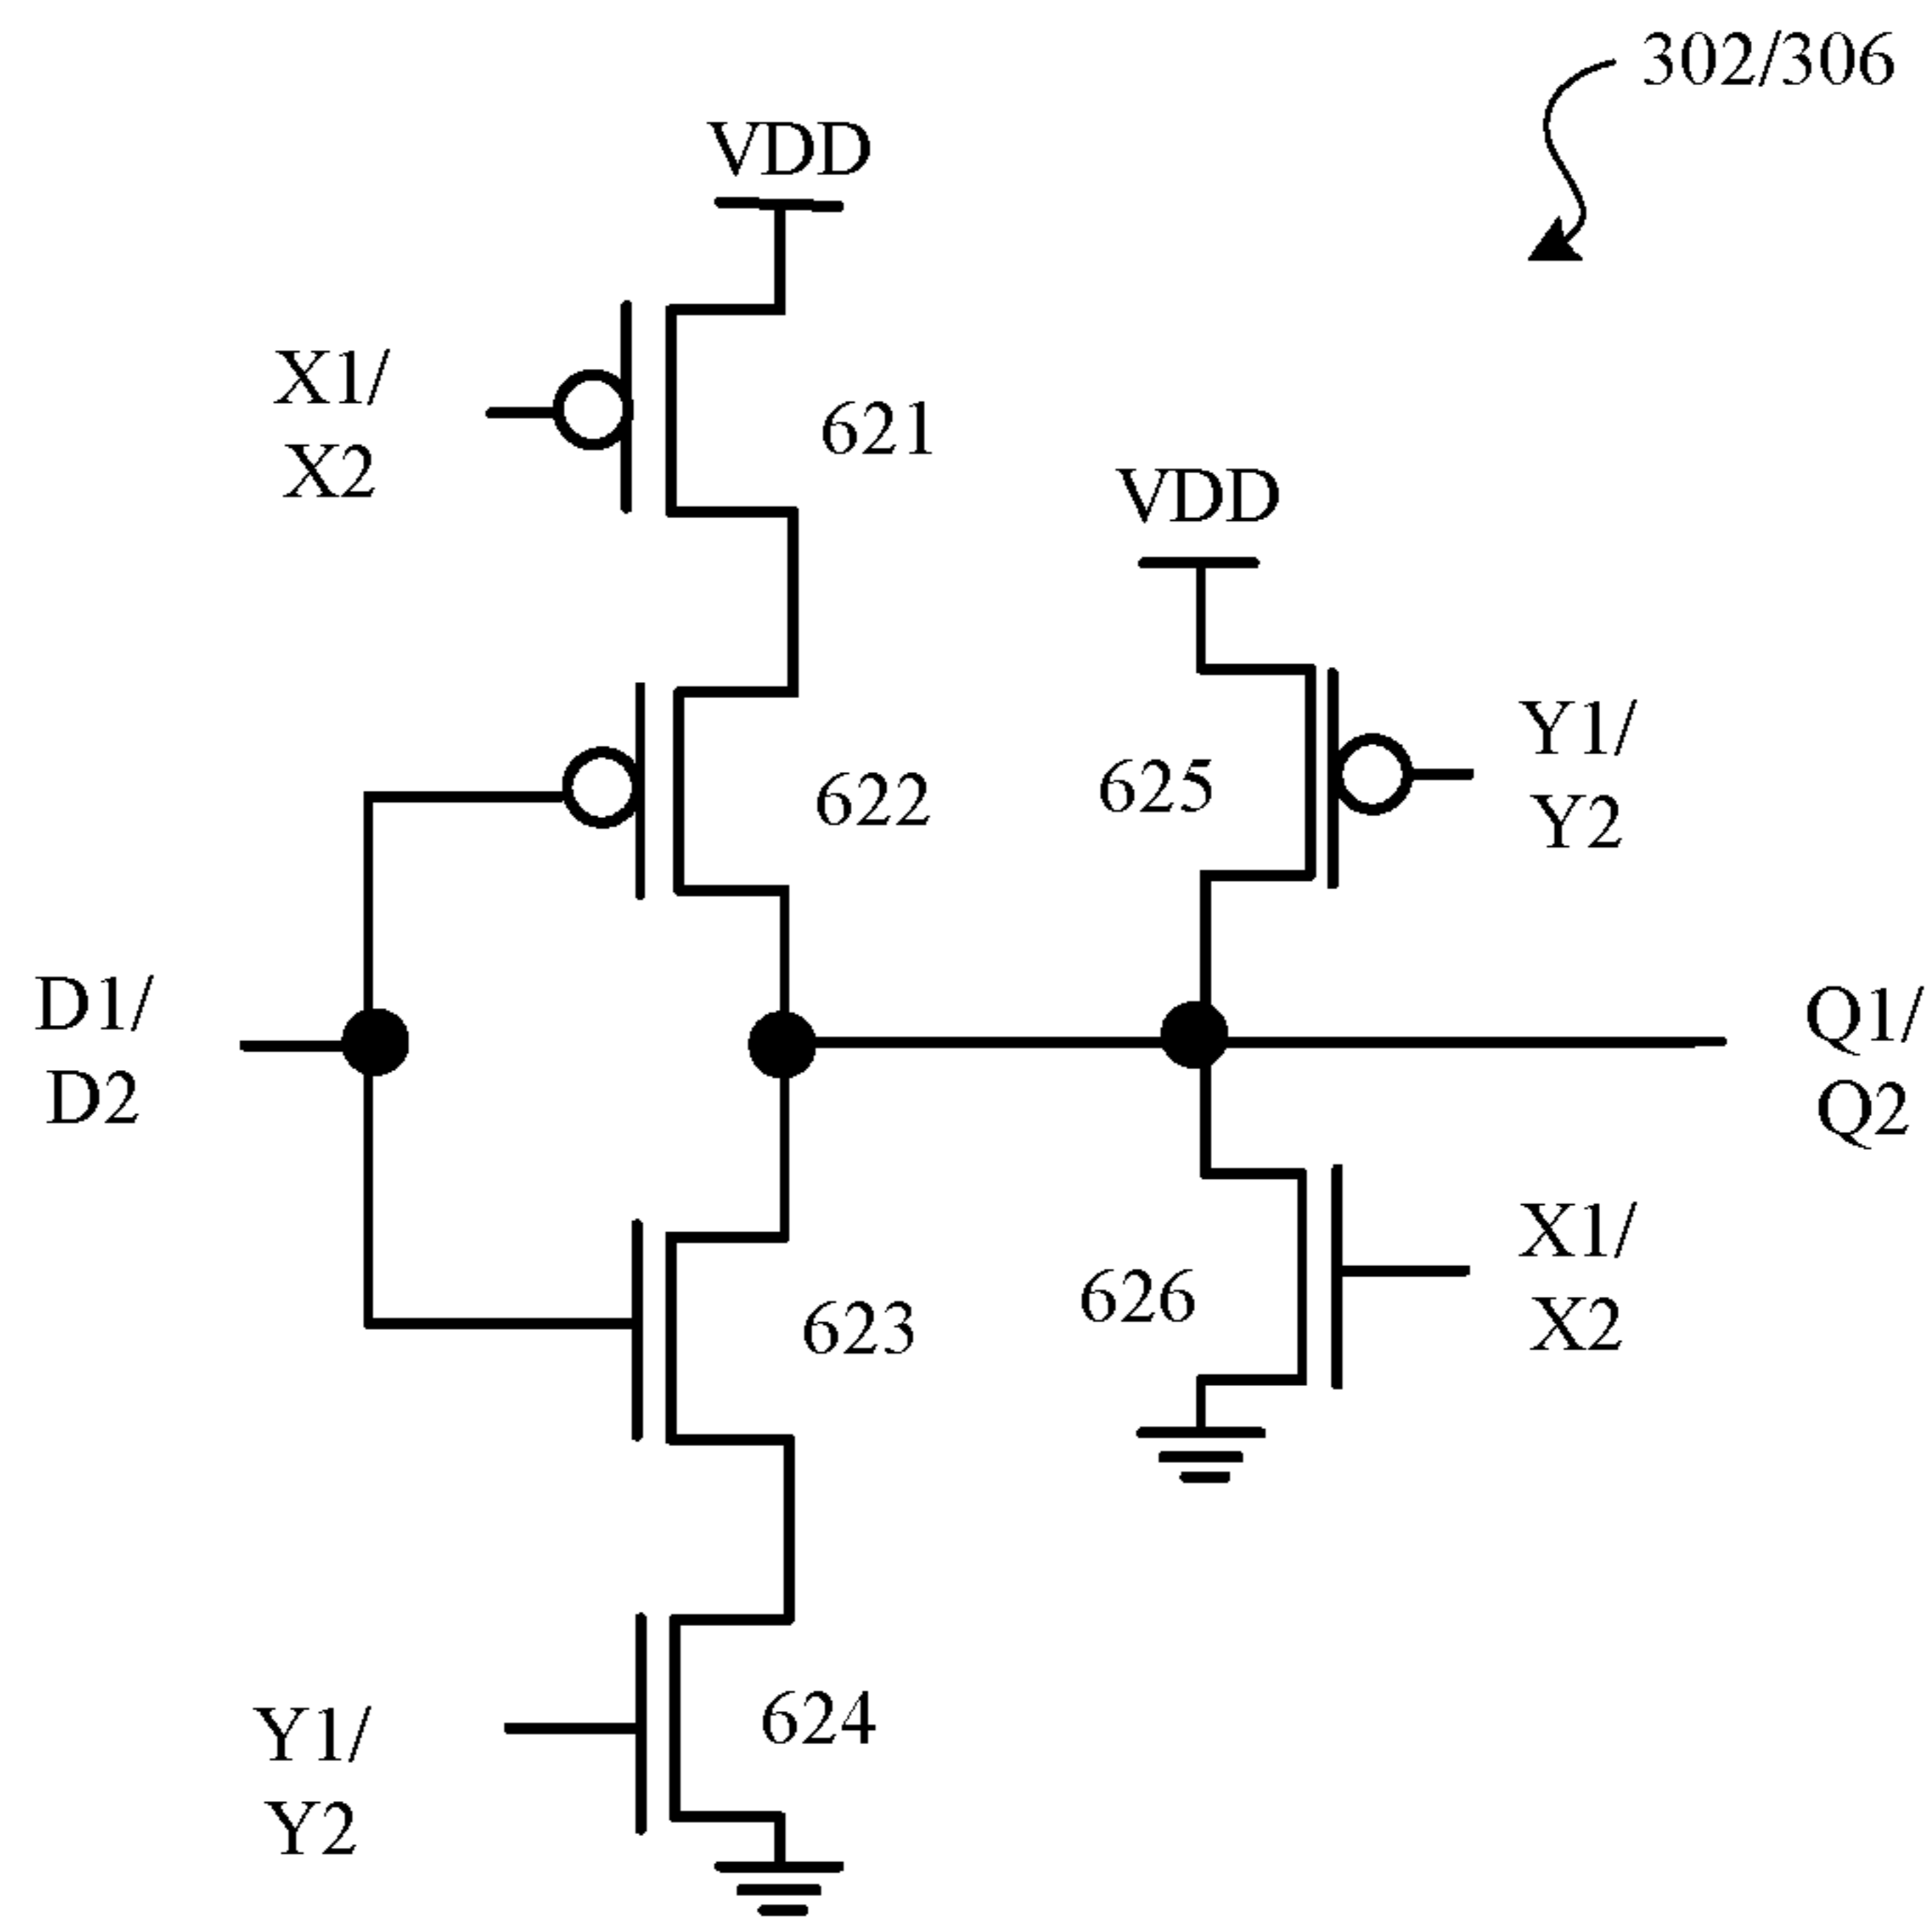 302/306
VDD
X1/
X2
621
VDD
622
625
Y1/
Y2
D1/
D2
Q1/
Q2
623
626
X1/
X2
Y1/
Y2
624